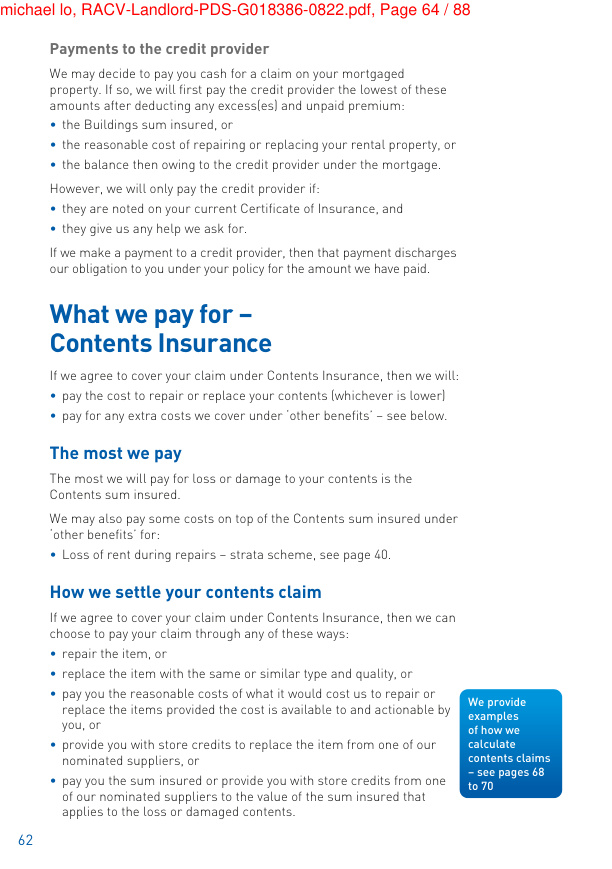 michael lo, RACV-Landlord-PDS-G018386-0822.pdf, Page 64 / 88
Payments to the credit provider
We may decide to pay you cash for a claim on your mortgaged
property. If so, we will first pay the credit provider the lowest of these
amounts after deducting any excess(es) and unpaid premium:
• the Buildings sum insured, or
• the reasonable cost of repairing or replacing your rental property, or
• the balance then owing to the credit provider under the mortgage.
However, we will only pay the credit provider if:
• they are noted on your current Certificate of Insurance, and
• they give us any help we ask for.
If we make a payment to a credit provider, then that payment discharges
our obligation to you under your policy for the amount we have paid.
What we pay for –
Contents Insurance
If we agree to cover your claim under Contents Insurance, then we will:
• pay the cost to repair or replace your contents (whichever is lower)
• pay for any extra costs we cover under ‘other benefits’ – see below.
The most we pay
The most we will pay for loss or damage to your contents is the
Contents sum insured.
We may also pay some costs on top of the Contents sum insured under
‘other benefits’ for:
• Loss of rent during repairs – strata scheme, see page 40.
How we settle your contents claim
If we agree to cover your claim under Contents Insurance, then we can
choose to pay your claim through any of these ways:
• repair the item, or
• replace the item with the same or similar type and quality, or
• pay you the reasonable costs of what it would cost us to repair or
replace the items provided the cost is available to and actionable by
you, or
• provide you with store credits to replace the item from one of our
nominated suppliers, or
• pay you the sum insured or provide you with store credits from one
of our nominated suppliers to the value of the sum insured that
applies to the loss or damaged contents.
We provide
examples
of how we
calculate
contents claims
– see pages 68
to 70
62